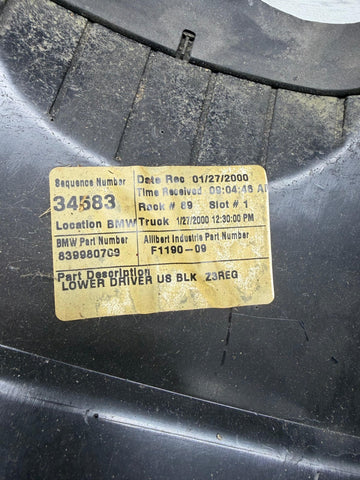 Sequence Number
34583
Date Rec 01/27/2000
Time Received 09:04:46 AM
Rack # 89 Slot # 1
Location BMW Truck 1/27/2000 12:30:00 PM
BMW Part Number
839980709
Allibert Industrie Part Number
F1190-09
Part Description
LOWER DRIVER US BLK Z3REG